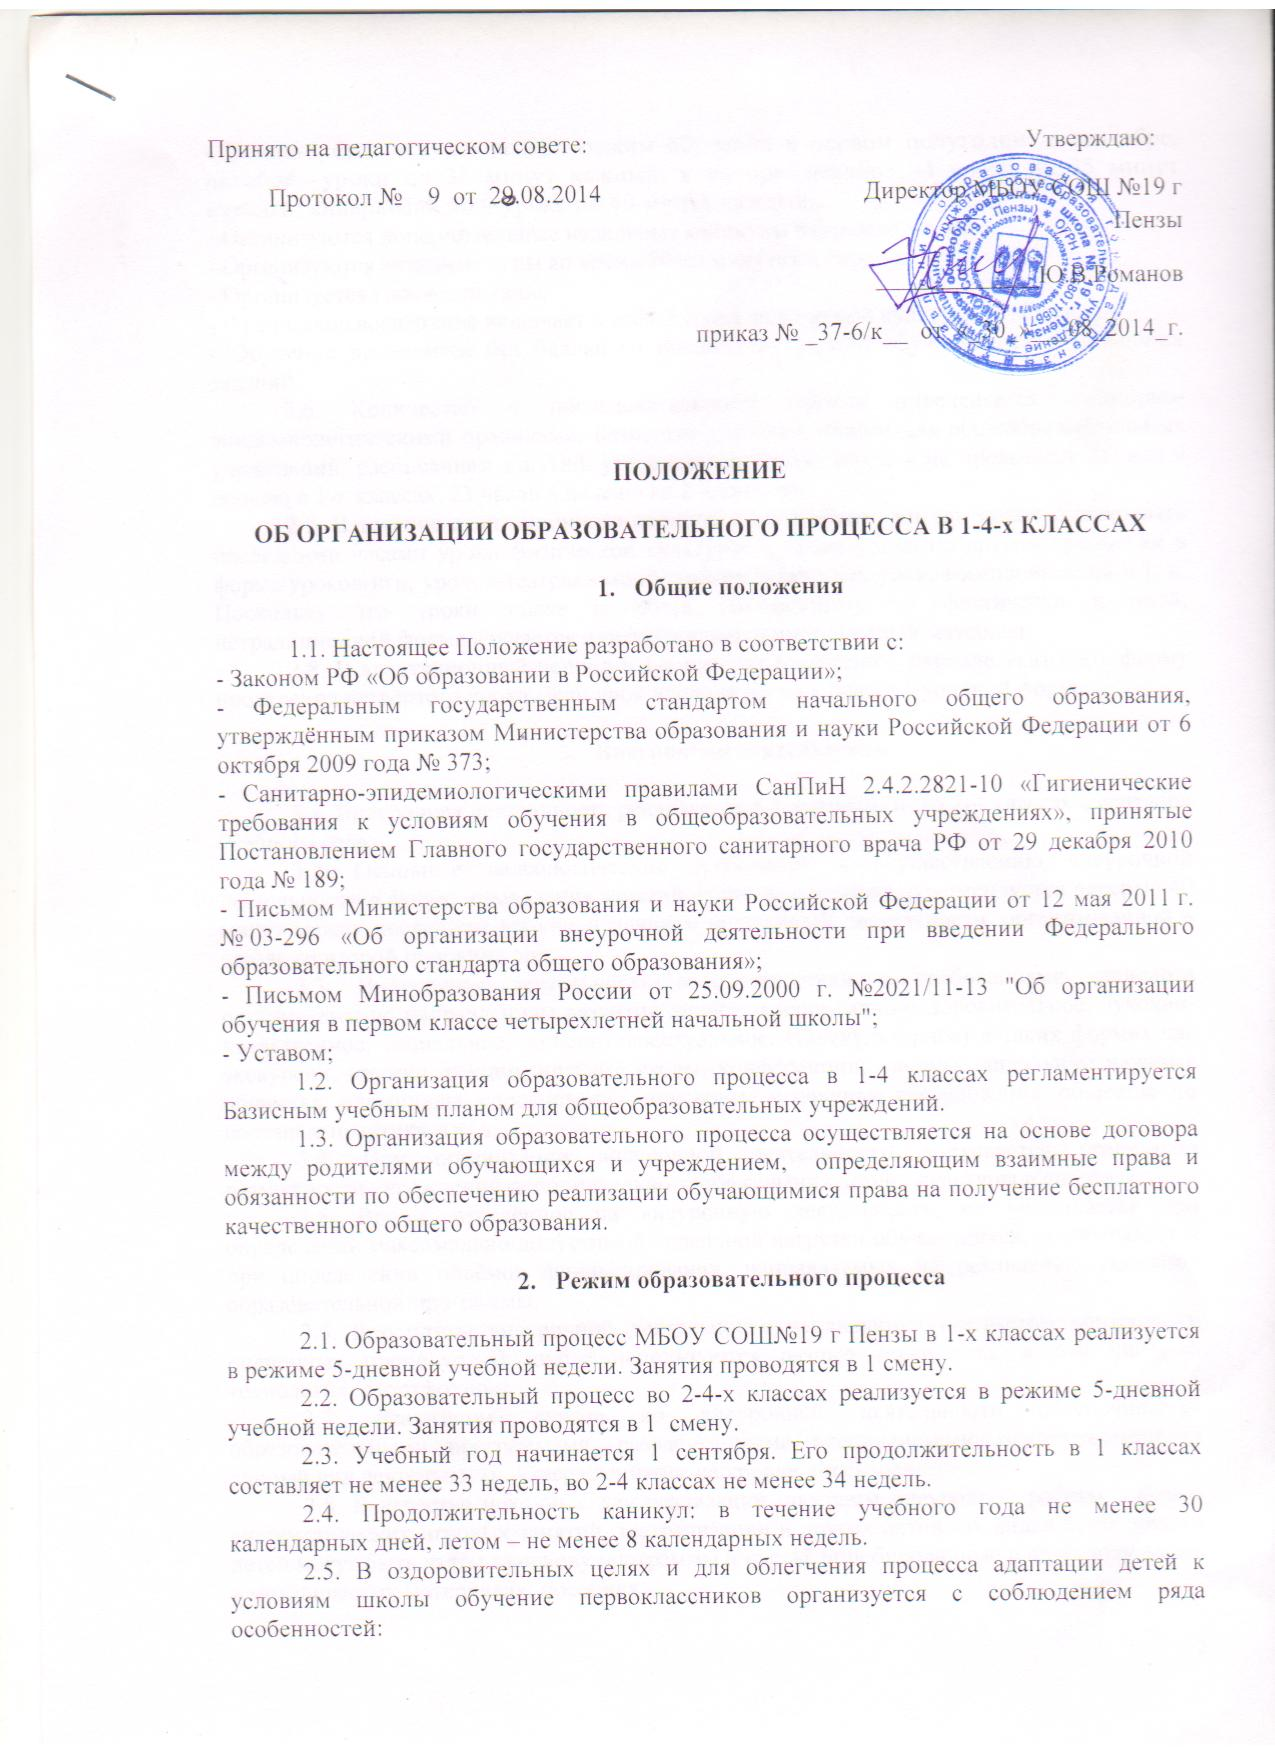 Принято на педагогическом совете:
Утверждаю:
Протокол № 9 от 29.08.2014
Директор МБОУ СОШ №19 г
Пензы
Ю.В.Романов
приказ № _37-6/к__ от « 30 » 08_2014_г.
ПОЛОЖЕНИЕ
ОБ ОРГАНИЗАЦИИ ОБРАЗОВАТЕЛЬНОГО ПРОЦЕССА В 1-4-х КЛАССАХ
1. Общие положения
1.1. Настоящее Положение разработано в соответствии с:
- Законом РФ «Об образовании в Российской Федерации»;
- Федеральным государственным стандартом начального общего образования,
утверждённым приказом Министерства образования и науки Российской Федерации от 6
октября 2009 года № 373;
- Санитарно-эпидемиологическими правилами СанПиН 2.4.2.2821-10 «Гигиенические
требования к условиям обучения в общеобразовательных учреждениях», принятые
Постановлением Главного государственного санитарного врача РФ от 29 декабря 2010
года № 189;
- Письмом Министерства образования и науки Российской Федерации от 12 мая 2011 г.
№ 03-296 «Об организации внеурочной деятельности при введении Федерального
образовательного стандарта общего образования»;
- Письмом Минобразования России от 25.09.2000 г. №2021/11-13 "Об организации
обучения в первом классе четырехлетней начальной школы";
- Уставом;
1.2. Организация образовательного процесса в 1-4 классах регламентируется
Базисным учебным планом для общеобразовательных учреждений.
1.3. Организация образовательного процесса осуществляется на основе договора
между родителями обучающихся и учреждением, определяющим взаимные права и
обязанности по обеспечению реализации обучающимися права на получение бесплатного
качественного общего образования.
2. Режим образовательного процесса
2.1. Образовательный процесс МБОУ СОШ№19 г Пензы в 1-х классах реализуется
в режиме 5-дневной учебной недели. Занятия проводятся в 1 смену.
2.2. Образовательный процесс во 2-4-х классах реализуется в режиме 5-дневной
учебной недели. Занятия проводятся в 1 смену.
2.3. Учебный год начинается 1 сентября. Его продолжительность в 1 классах
составляет не менее 33 недель, во 2-4 классах не менее 34 недель.
2.4. Продолжительность каникул: в течение учебного года не менее 30
календарных дней, летом – не менее 8 календарных недель.
2.5. В оздоровительных целях и для облегчения процесса адаптации детей к
условиям школы обучение первоклассников организуется с соблюдением ряда
особенностей: